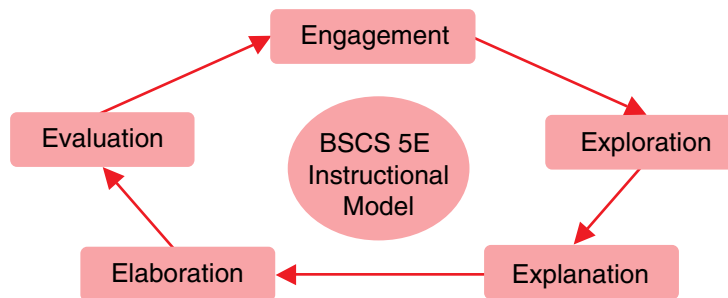 Engagement
Evaluation
BSCS 5E
Instructional
Model
Exploration
Elaboration
Explanation